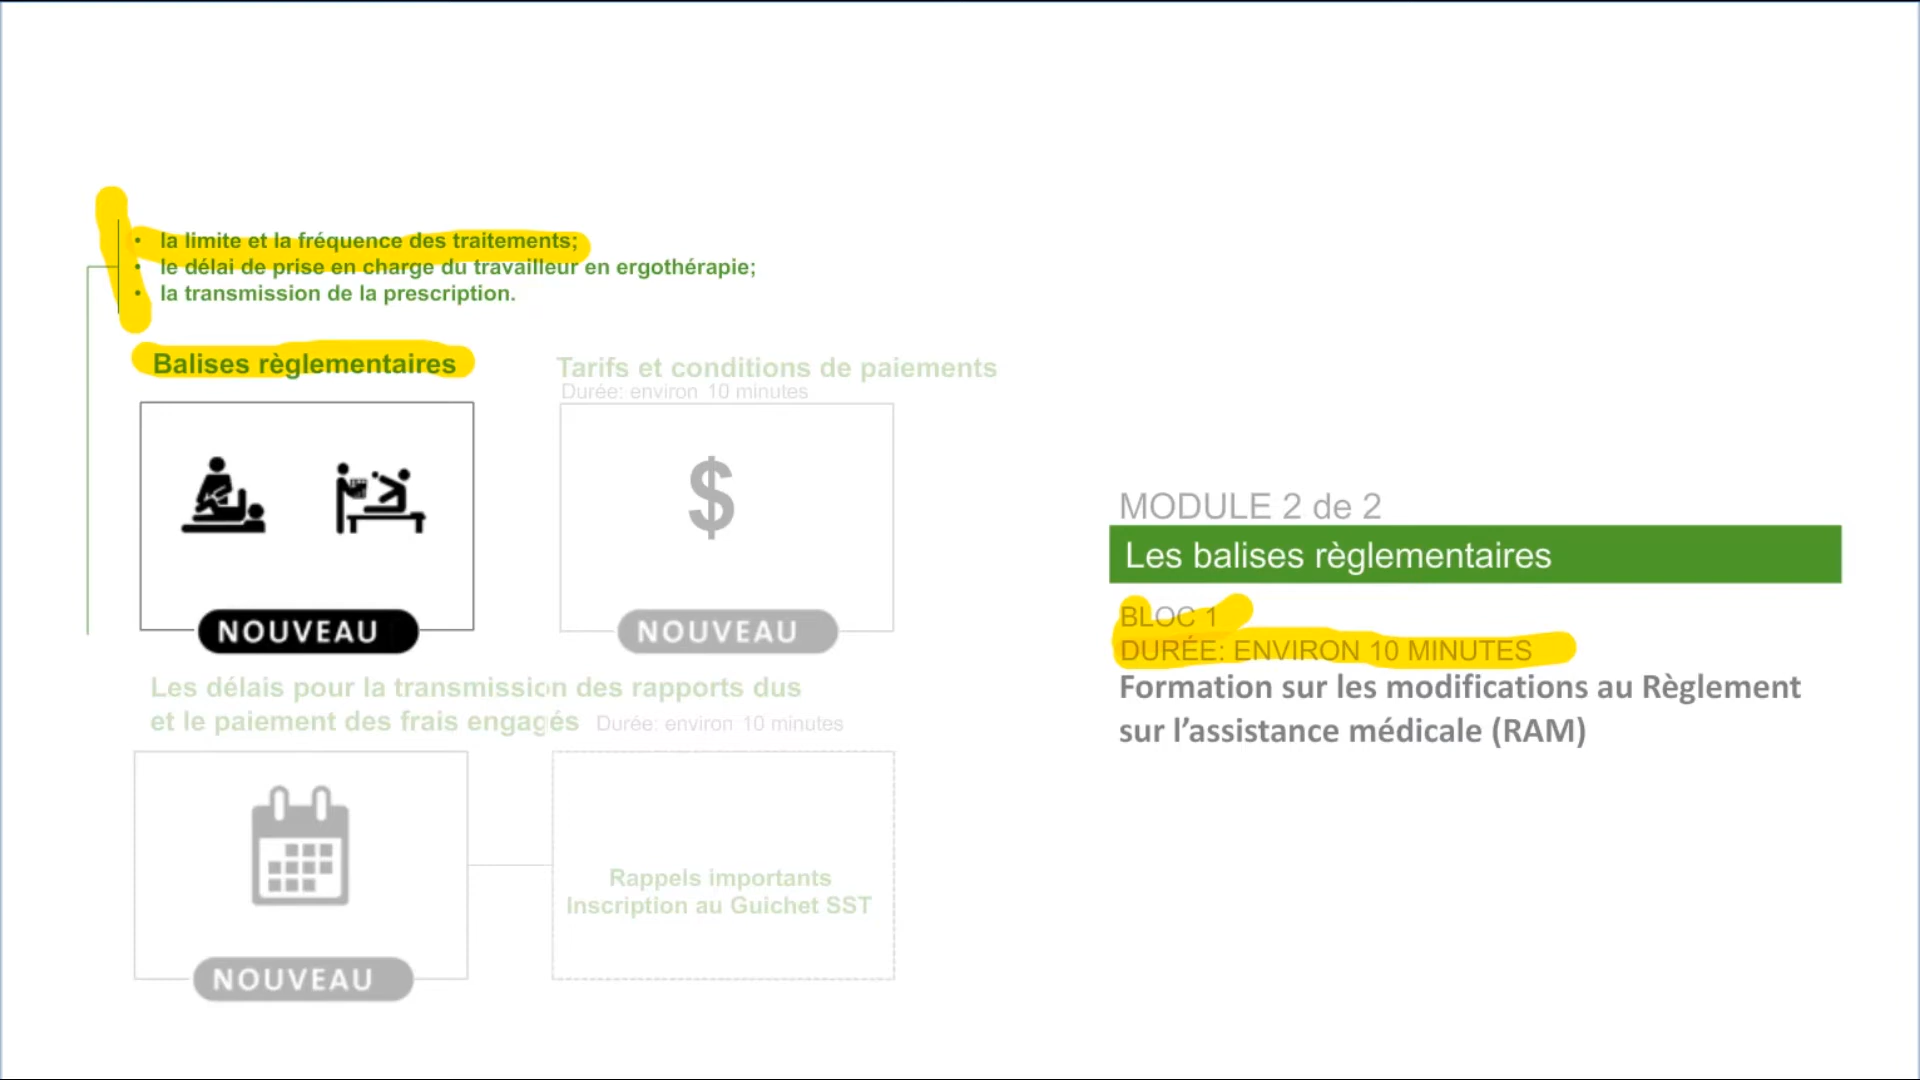 • la limite et la fréquence des traitements;
• le délai de prise en charge du travailleur en ergothérapie;
• la transmission de la prescription.
Balises règlementaires
NOUVEAU
Tarifs et conditions de paiements
Durée: environ 10 minutes
$
NOUVEAU
Les délais pour la transmission des rapports dus
et le paiement des frais engagés Durée: environ 10 minutes
NOUVEAU
Rappels importants
Inscription au Guichet SST
MODULE 2 de 2
Les balises règlementaires
BLOC 1
DURÉE: ENVIRON 10 MINUTES
Formation sur les modifications au Règlement
sur l’assistance médicale (RAM)